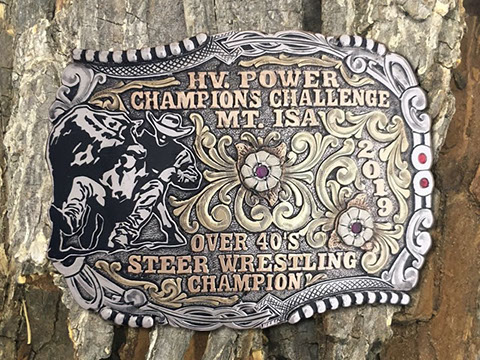 HV. POWER
CHAMPIONS CHALLENGE
MT. ISA
2019
OVER 40'S
STEER WRESTLING
CHAMPION